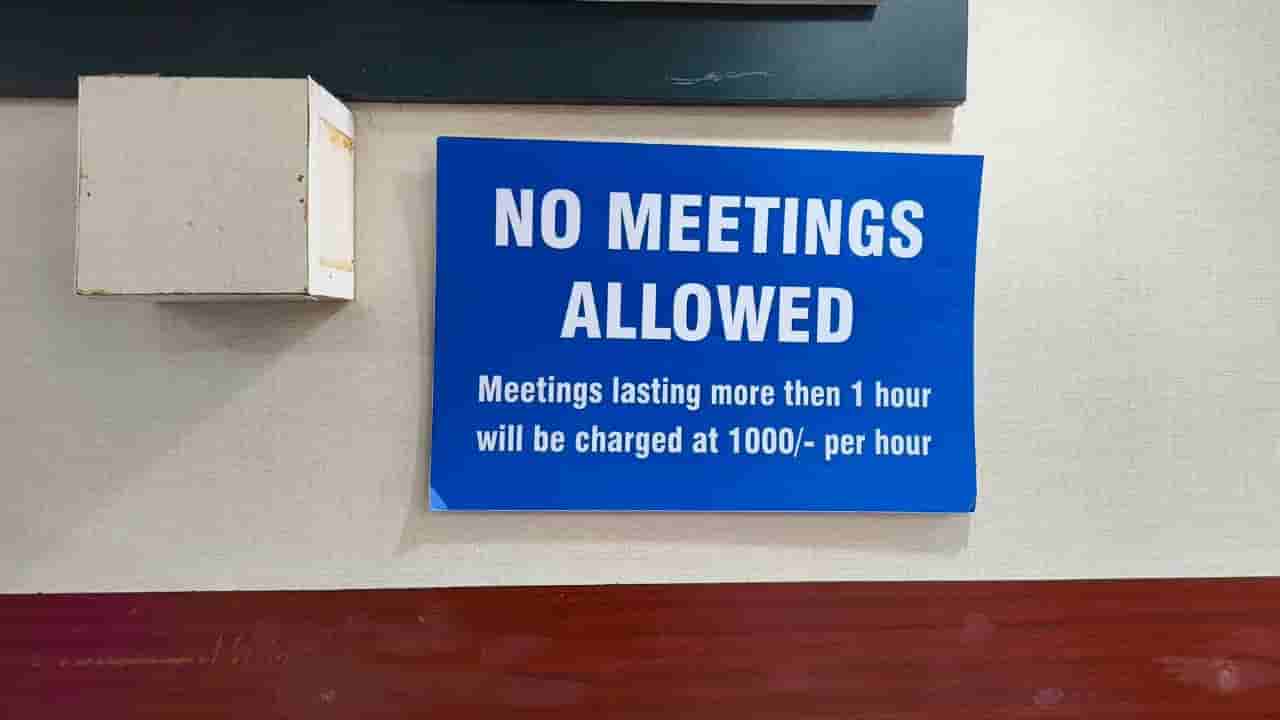 NO MEETINGS
ALLOWED
Meetings lasting more then 1 hour
will be charged at 1000/- per hour